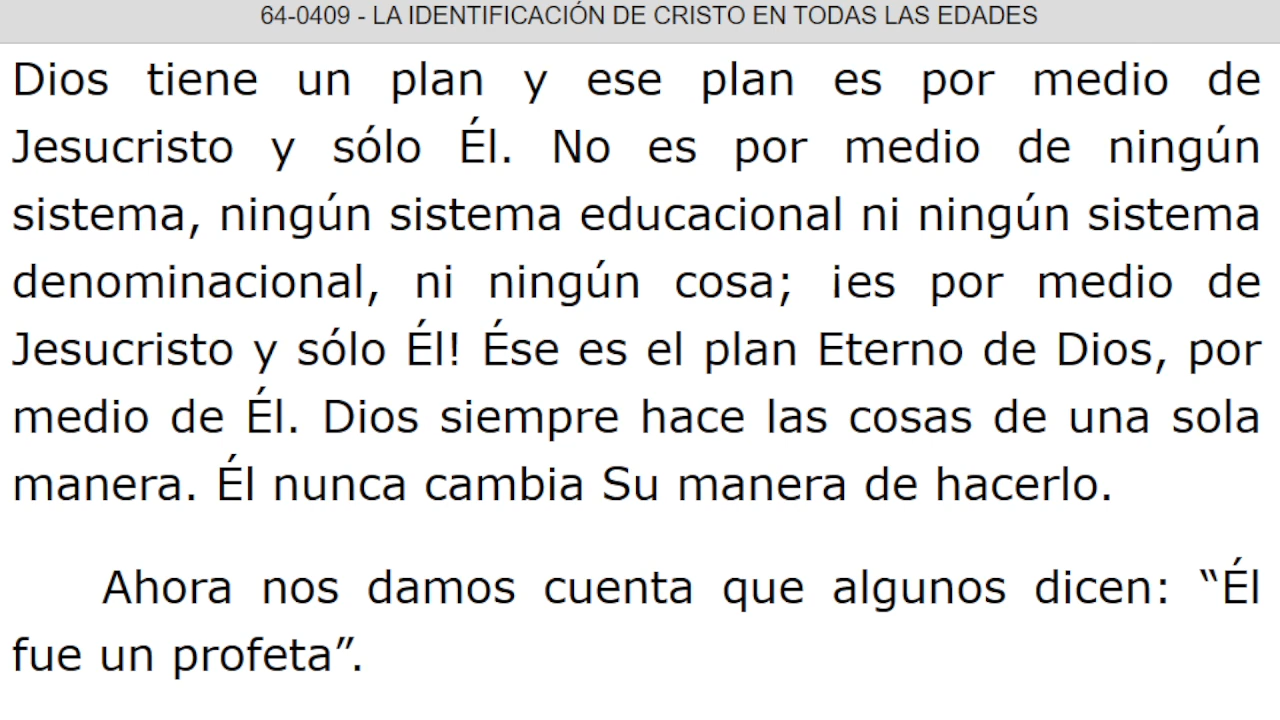 64-0409 - LA IDENTIFICACIÓN DE CRISTO EN TODAS LAS EDADES
Dios tiene un plan y ese plan es por medio de
Jesucristo y sólo Él. No es por medio de ningún
sistema, ningún sistema educacional ni ningún sistema
denominacional, ni ningún cosa; ¡es por medio de
Jesucristo y sólo Él! Ése es el plan Eterno de Dios, por
medio de Él. Dios siempre hace las cosas de una sola
manera. Él nunca cambia Su manera de hacerlo.
Ahora nos damos cuenta que algunos dicen: “Él
fue un profeta”.